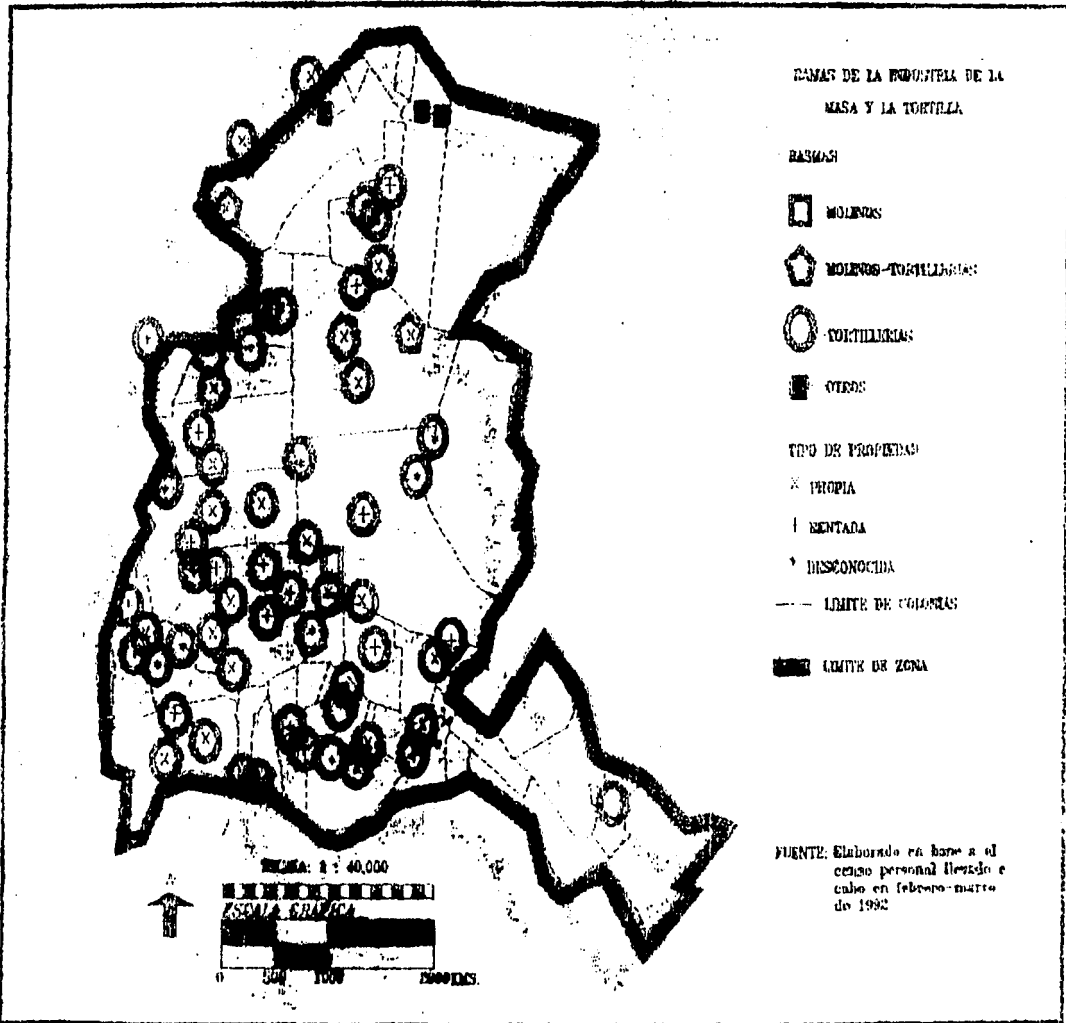 RAMAS DE LA INDUSTRIA DE LA
MASA Y LA TORTILLA
MOLINOS
MOLINOS-TORTILLERIAS
TORTILLERIAS
OTROS
TIPO DE PROPIEDAD
PROPIA
RENTADA
DESCONOCIDA
LIMITE DE COLONIAS
LIMITE DE ZONA
FUENTE: Elaborado en base a el
censo personal llevado a
cabo en febrero-marzo
de 1992
ESCALA: 1 : 40,000
ESCALA GRAFICA
0 500 1000 2000KMS.